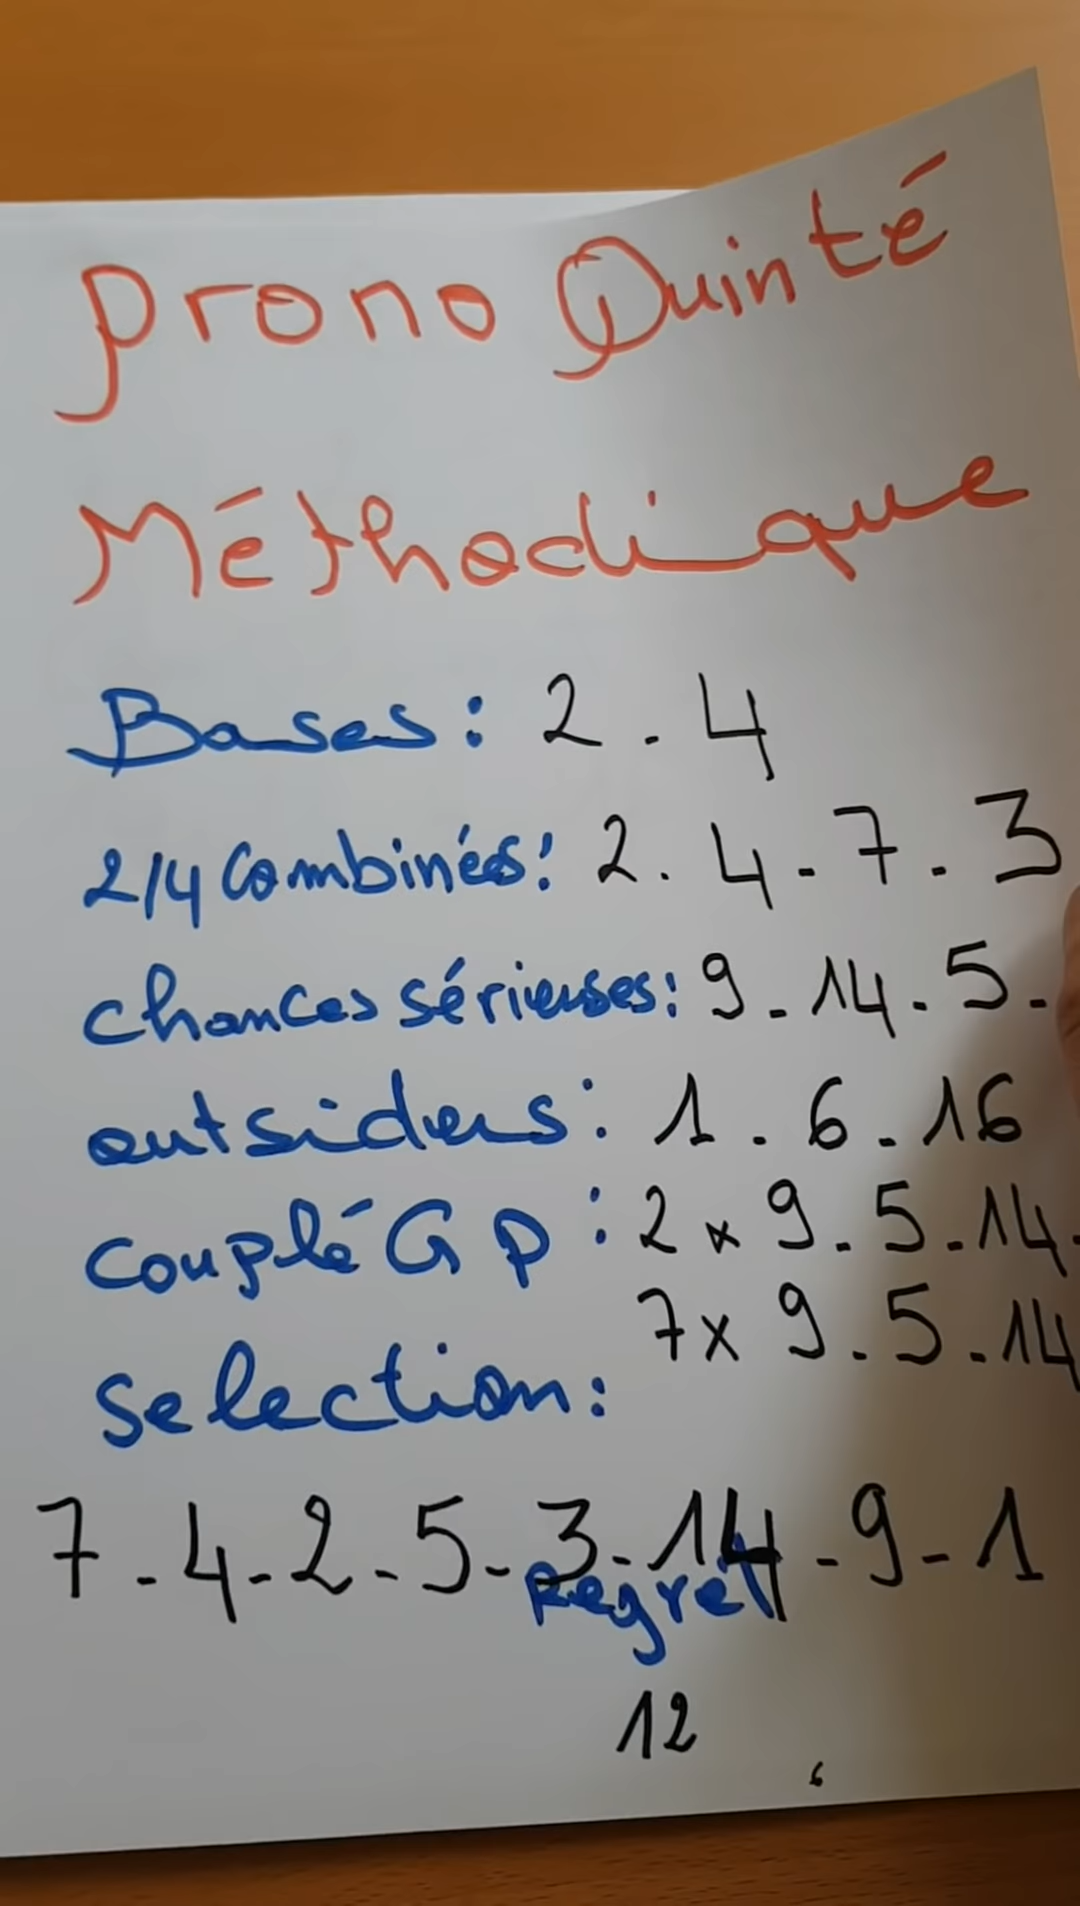 Prono Quinté
Méthodique
Bases : 2 . 4
2/4 Combinés : 2 . 4 - 7 . 3
chances sérieuses : 9 - 14 . 5 -
outsiders : 1 . 6 . 16
couplé G P : 2 x 9 . 5 . 14 .
7 x 9 . 5 . 14
Selection :
7 . 4 - 2 . 5 - 3 . 14 - 9 - 1
Regret
12
6